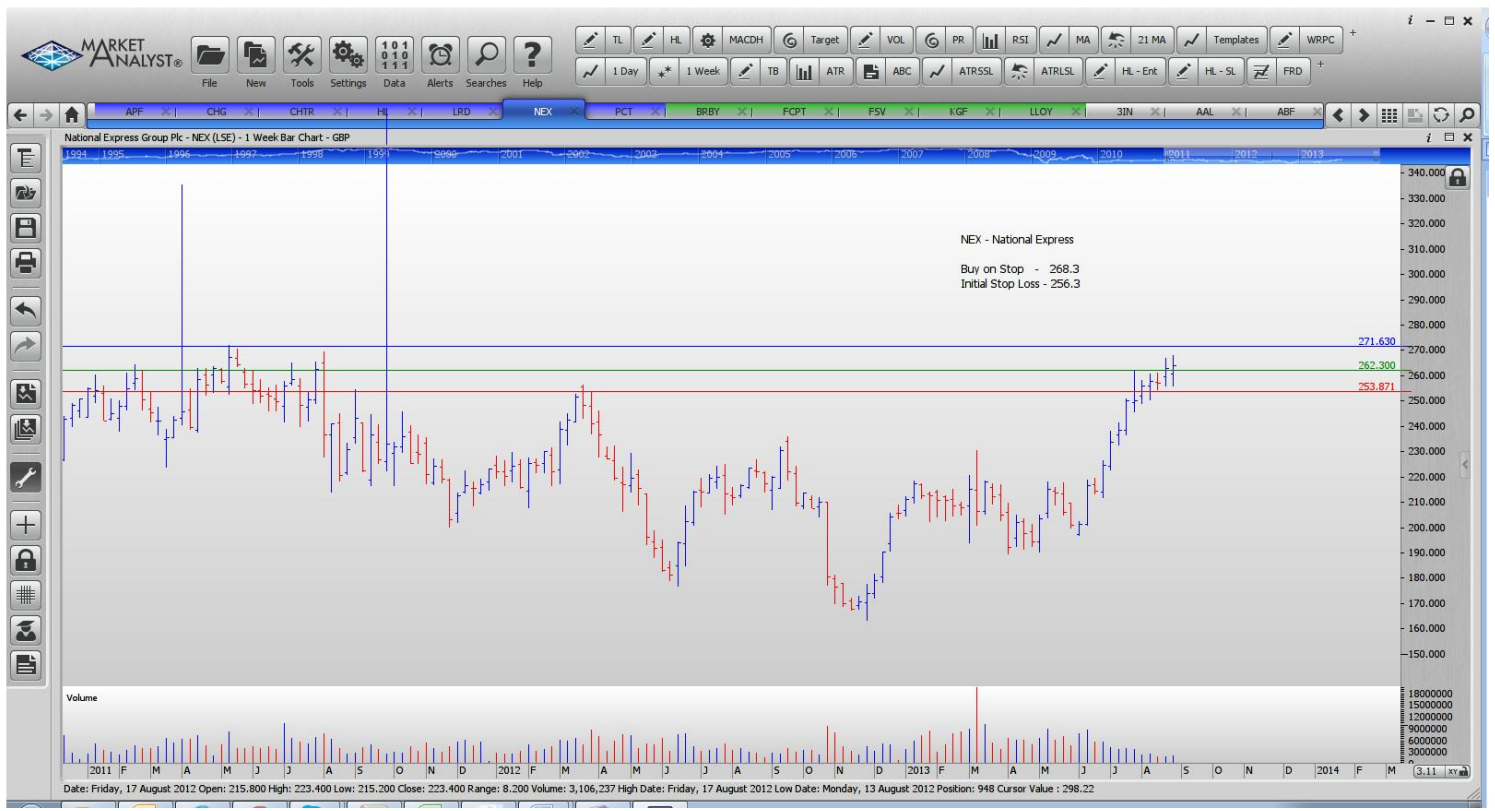 MARKET
ANALYST®
File New Tools Settings Data Alerts Searches Help
TL HL MACDH Target VOL PR RSI MA 21 MA Templates WRPC
1 Day 1 Week TB ATR ABC ATRSSL ATRLSL HL - Ent HL - SL FRD
APF CHG CHTR HL LRD NEX PCT BRBY FCPT FSV KGF LLOY 3IN AAL ABF
National Express Group Plc - NEX (LSE) - 1 Week Bar Chart - GBP
1994 1995 1996 1997 1998 1999 2000 2001 2002 2003 2004 2005 2006 2007 2008 2009 2010 2011 2012 2013
340.000
330.000
320.000
NEX - National Express
310.000
Buy on Stop - 268.3
300.000
Initial Stop Loss - 256.3
290.000
280.000
271.630
270.000
262.300
260.000
253.871
250.000
240.000
230.000
220.000
210.000
200.000
190.000
180.000
170.000
160.000
150.000
Volume
18000000
15000000
12000000
9000000
6000000
3000000
0
2011 F M A M J J A S O N D 2012 F M A M J J A S O N D 2013 F M A M J J A S O N D 2014 F M 3.11 XY
Date: Friday, 17 August 2012 Open: 215.800 High: 223.400 Low: 215.200 Close: 223.400 Range: 8.200 Volume: 3,106,237 High Date: Friday, 17 August 2012 Low Date: Monday, 13 August 2012 Position: 948 Cursor Value : 298.22